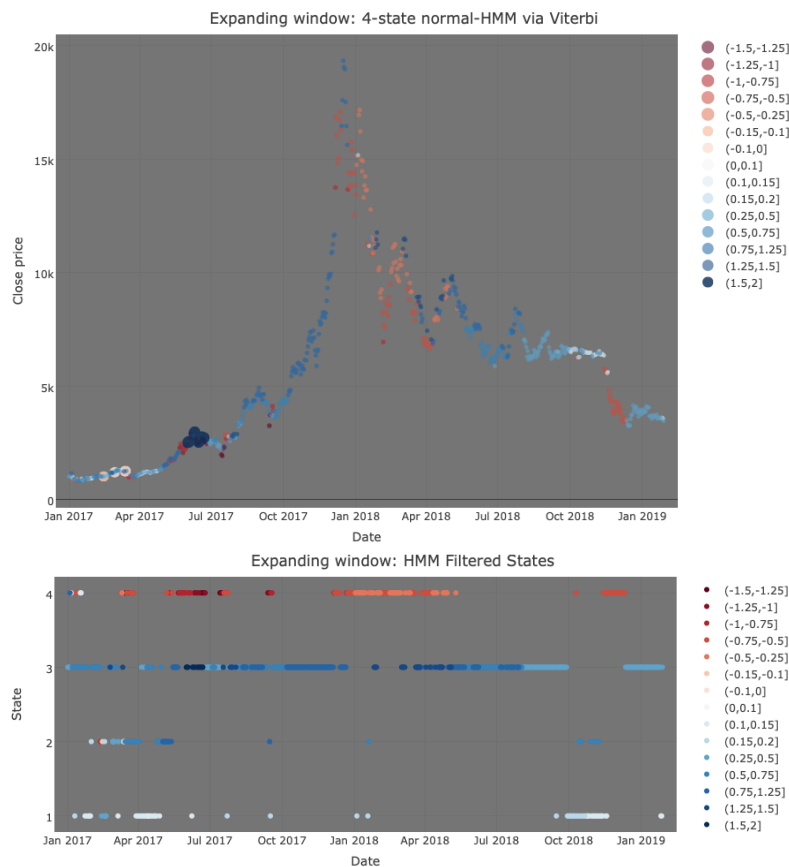 Expanding window: 4-state normal-HMM via Viterbi
20k
15k
10k
5k
0
Close price
Jan 2017 Apr 2017 Jul 2017 Oct 2017 Jan 2018 Apr 2018 Jul 2018 Oct 2018 Jan 2019
Date
(-1.5,-1.25]
(-1.25,-1]
(-1,-0.75]
(-0.75,-0.5]
(-0.5,-0.25]
(-0.15,-0.1]
(-0.1,0]
(0,0.1]
(0.1,0.15]
(0.15,0.2]
(0.25,0.5]
(0.5,0.75]
(0.75,1.25]
(1.25,1.5]
(1.5,2]
Expanding window: HMM Filtered States
4
3
2
1
State
Jan 2017 Apr 2017 Jul 2017 Oct 2017 Jan 2018 Apr 2018 Jul 2018 Oct 2018 Jan 2019
Date
(-1.5,-1.25]
(-1.25,-1]
(-1,-0.75]
(-0.75,-0.5]
(-0.5,-0.25]
(-0.15,-0.1]
(-0.1,0]
(0,0.1]
(0.1,0.15]
(0.15,0.2]
(0.25,0.5]
(0.5,0.75]
(0.75,1.25]
(1.25,1.5]
(1.5,2]